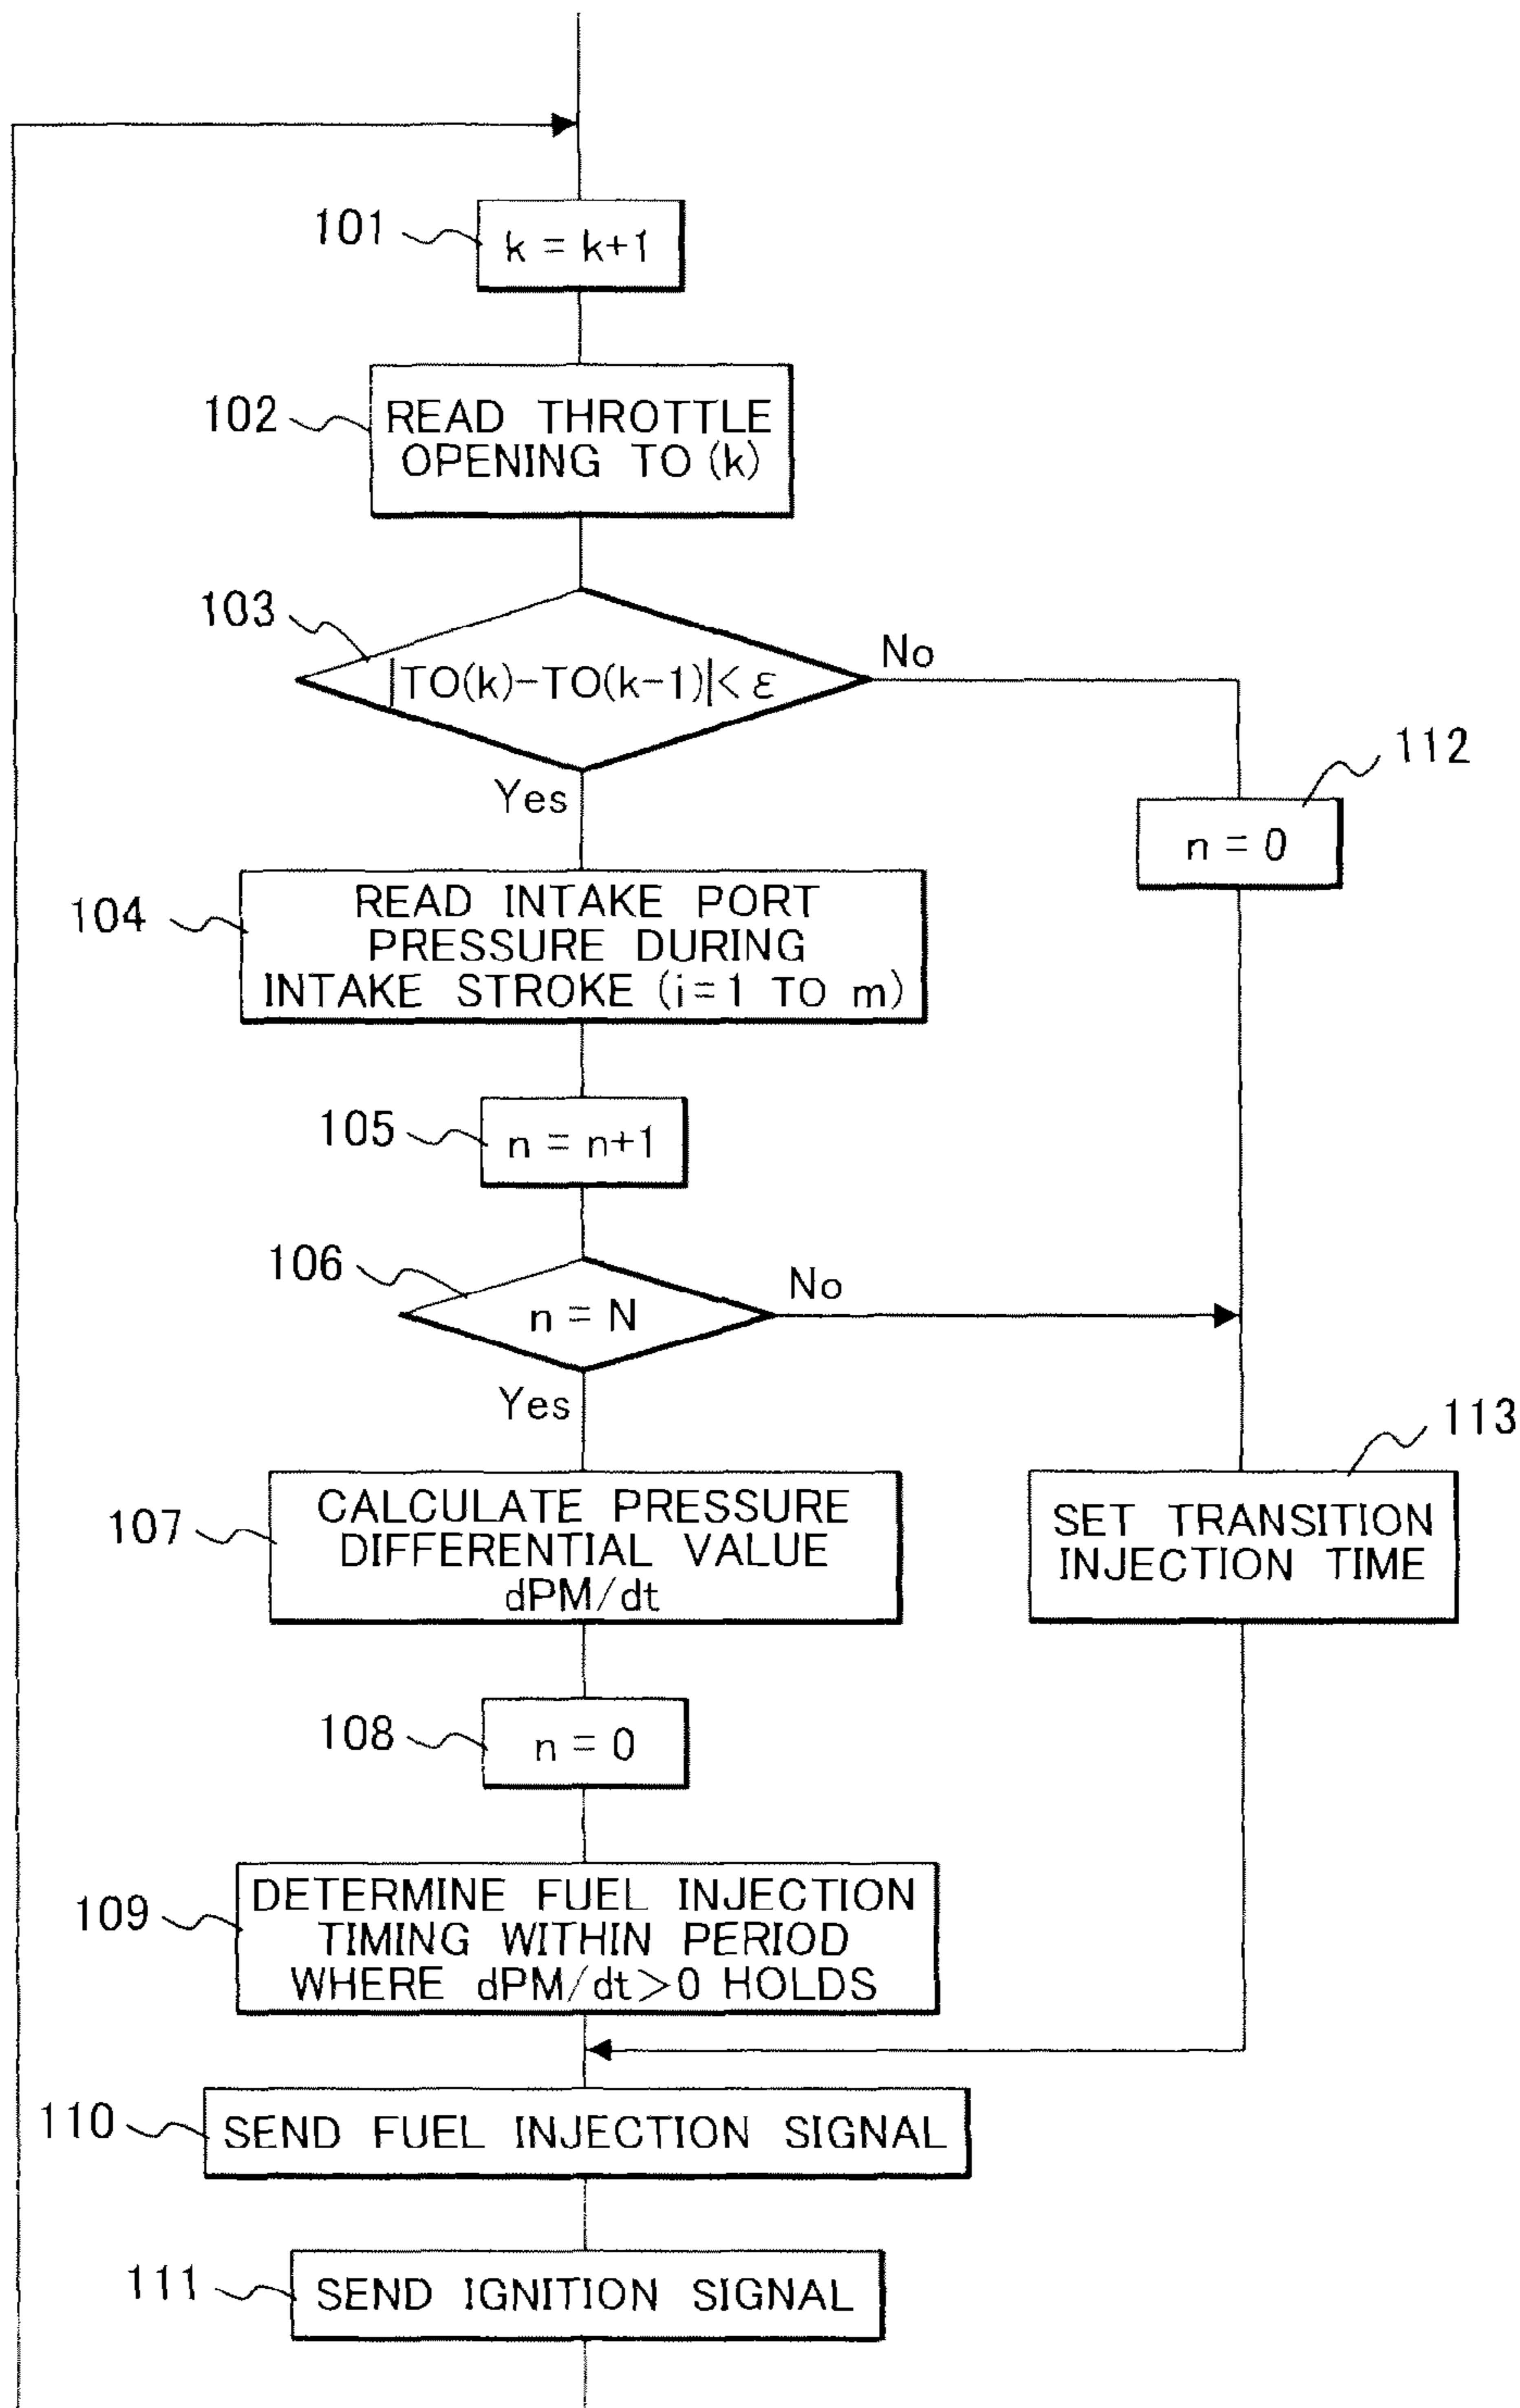 101
k = k+1
102
READ THROTTLE
OPENING TO (k)
103
|TO(k)-TO(k-1)|< ε
No
Yes
112
n = 0
104
READ INTAKE PORT
PRESSURE DURING
INTAKE STROKE (i=1 TO m)
105
n = n+1
106
n = N
No
Yes
113
SET TRANSITION
INJECTION TIME
107
CALCULATE PRESSURE
DIFFERENTIAL VALUE
dPM/dt
108
n = 0
109
DETERMINE FUEL INJECTION
TIMING WITHIN PERIOD
WHERE dPM/dt>0 HOLDS
110
SEND FUEL INJECTION SIGNAL
111
SEND IGNITION SIGNAL